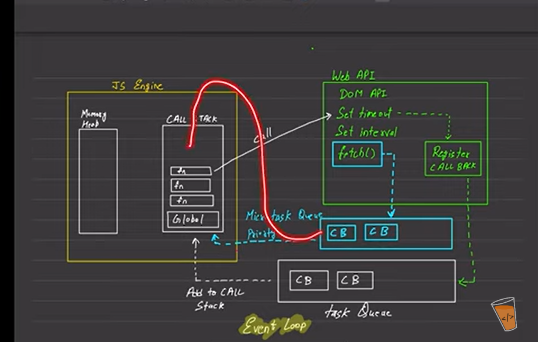 JS Engine
Memory
Heap
CALL STACK
fn
fn
fn
Global
Call
Web API
DOM API
Set timeout
Set interval
fetch()
Register
CALL BACK
Micro task Queue
Priority
CB
CB
CB
CB
Add to CALL
Stack
task Queue
Event Loop